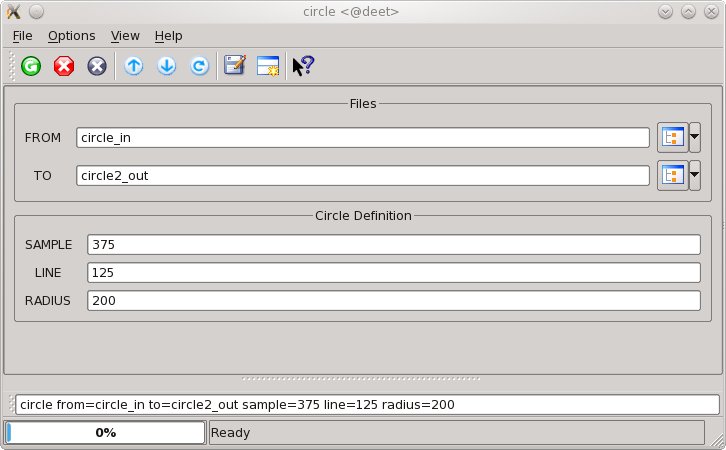 circle <@deet>
File Options View Help
G
Files
FROM circle_in
TO circle2_out
Circle Definition
SAMPLE 375
LINE 125
RADIUS 200
circle from=circle_in to=circle2_out sample=375 line=125 radius=200
0% Ready